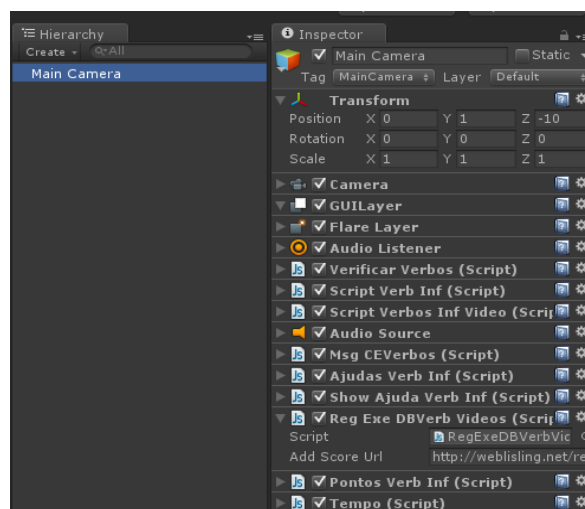 Hierarchy
Create
All
Main Camera
Inspector
Main Camera
Static
Tag MainCamera Layer Default
Transform
Position X 0 Y 1 Z -10
Rotation X 0 Y 0 Z 0
Scale X 1 Y 1 Z 1
Camera
GUILayer
Flare Layer
Audio Listener
Verificar Verbos (Script)
Script Verb Inf (Script)
Script Verbos Inf Video (Scrip
Audio Source
Msg CEVerbos (Script)
Ajudas Verb Inf (Script)
Show Ajuda Verb Inf (Script)
Reg Exe DBVerb Videos (Scrip
Script RegExeDBVerbVic
Add Score Url http://weblisling.net/re
Pontos Verb Inf (Script)
Tempo (Script)